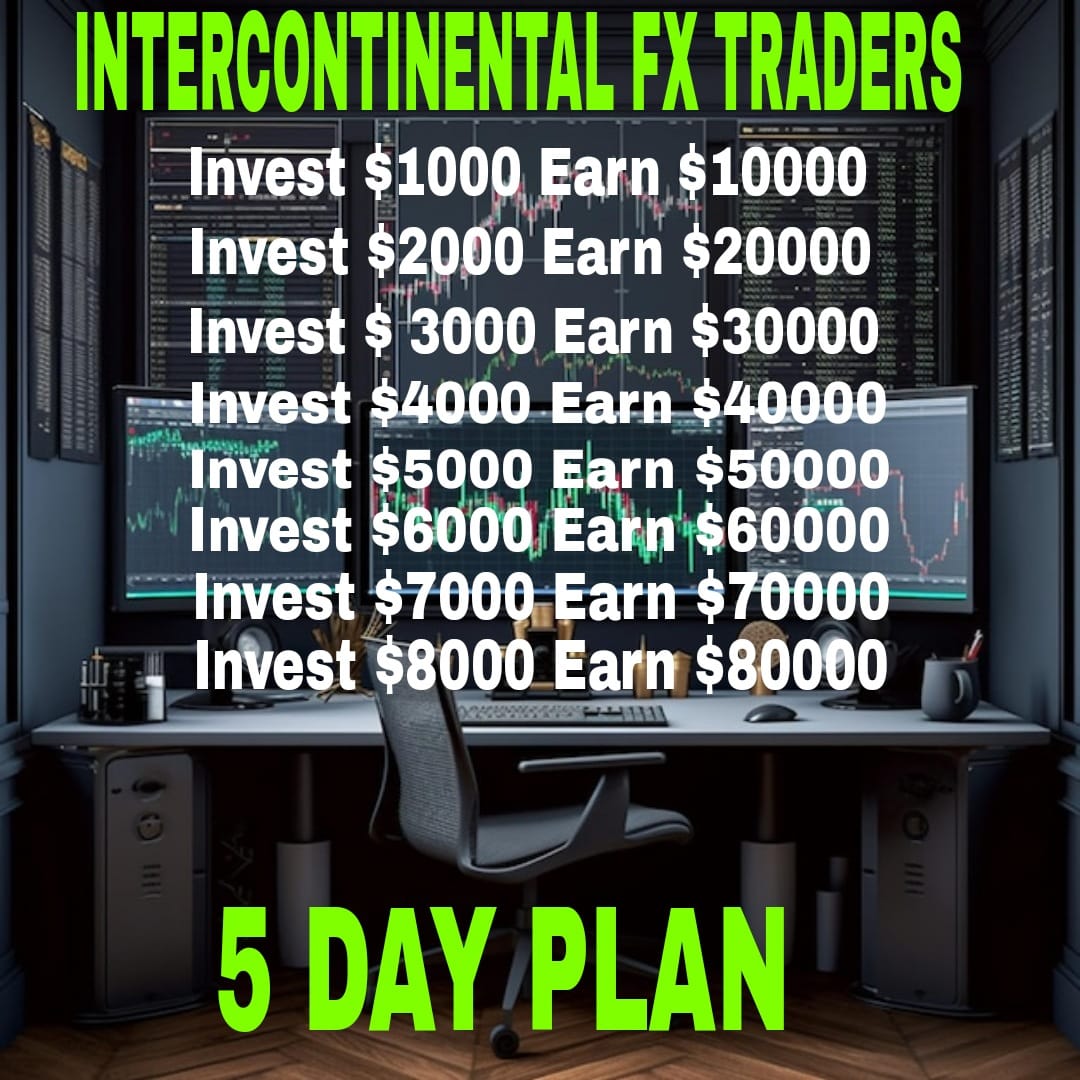 INTERCONTINENTAL FX TRADERS
Invest $1000 Earn $10000
Invest $2000 Earn $20000
Invest $ 3000 Earn $30000
Invest $4000 Earn $40000
Invest $5000 Earn $50000
Invest $6000 Earn $60000
Invest $7000 Earn $70000
Invest $8000 Earn $80000
5 DAY PLAN